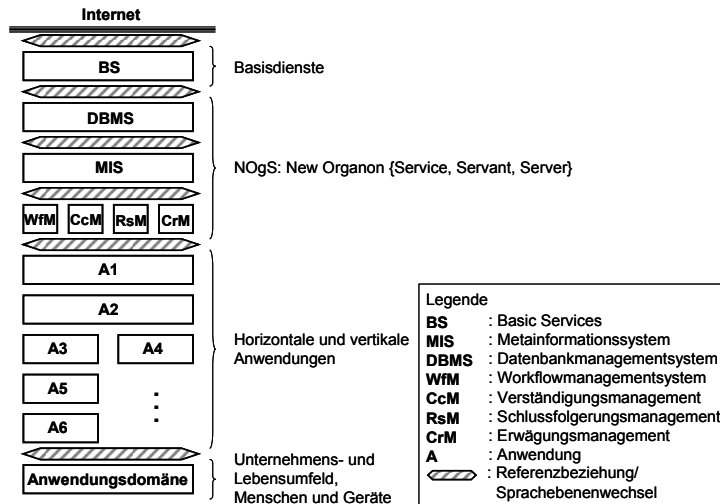 Internet
BS
Basisdienste
DBMS
MIS
NOgS: New Organon {Service, Servant, Server}
WfM CcM RsM CrM
A1
A2
A3 A4
Horizontale und vertikale
Anwendungen
A5
A6
Anwendungsdomäne
Unternehmens- und
Lebensumfeld,
Menschen und Geräte
Legende
BS : Basic Services
MIS : Metainformationssystem
DBMS : Datenbankmanagementsystem
WfM : Workflowmanagementsystem
CcM : Verständigungsmanagement
RsM : Schlussfolgerungsmanagement
CrM : Erwägungsmanagement
A : Anwendung
: Referenzbeziehung/
Sprachebenenwechsel